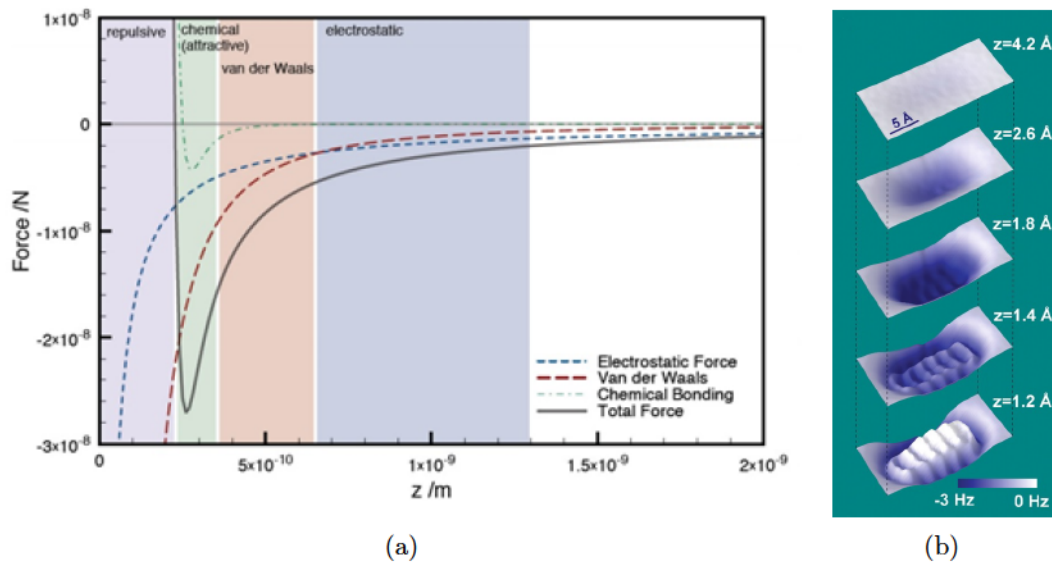 1×10⁻⁸
0
-1×10⁻⁸
-2×10⁻⁸
-3×10⁻⁸
Force /N
repulsive
chemical
(attractive)
van der Waals
electrostatic
Electrostatic Force
Van der Waals
Chemical Bonding
Total Force
0
5×10⁻¹⁰
1×10⁻⁹
1.5×10⁻⁹
2×10⁻⁹
z /m
(a)
z=4.2 Å
5 Å
z=2.6 Å
z=1.8 Å
z=1.4 Å
z=1.2 Å
-3 Hz
0 Hz
(b)